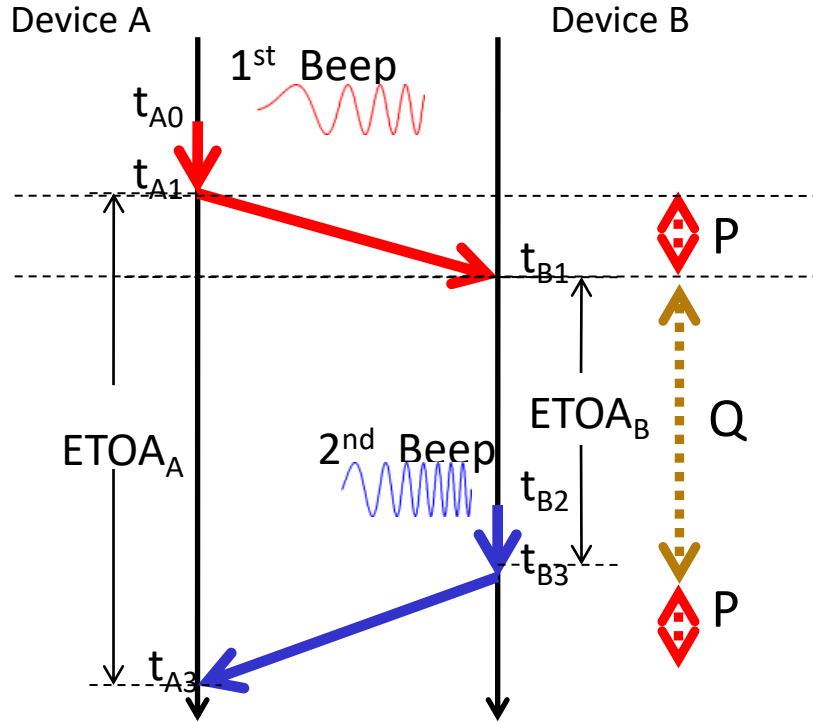 Device A
Device B
1st Beep
tA0
tA1
P
tB1
ETOAA
ETOAB
Q
2nd Beep
tB2
tB3
P
tA3